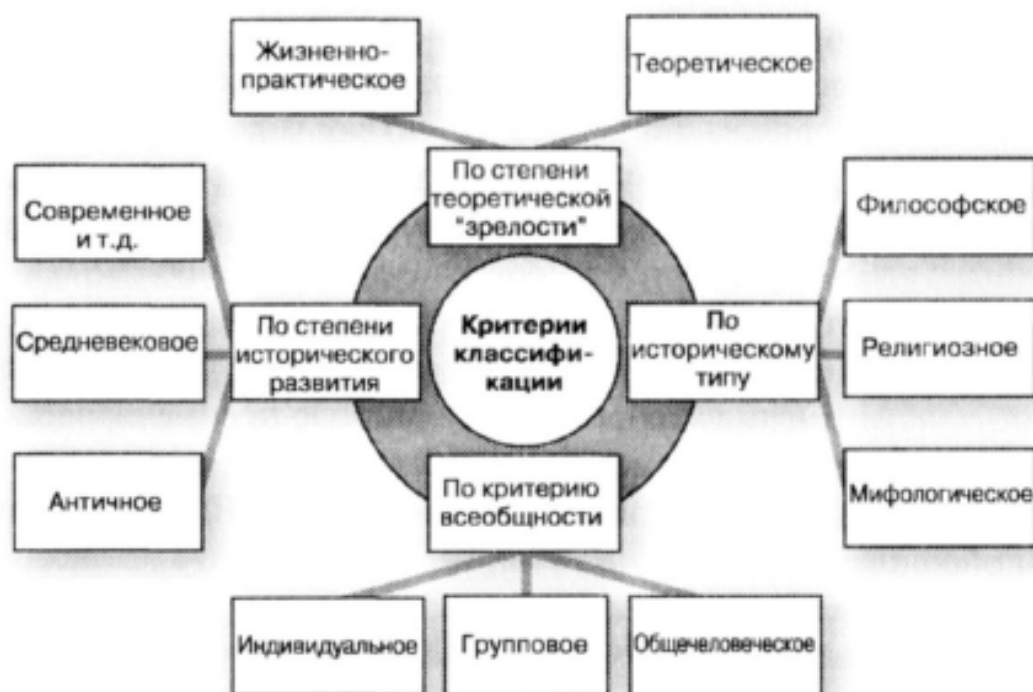 Жизненно-
практическое
Теоретическое
По степени
теоретической
"зрелости"
Современное
и т.д.
Средневековое
Античное
По степени
исторического
развития
Критерии
классифи-
кации
По
историческому
типу
Философское
Религиозное
Мифологическое
По критерию
всеобщности
Индивидуальное
Групповое
Общечеловеческое